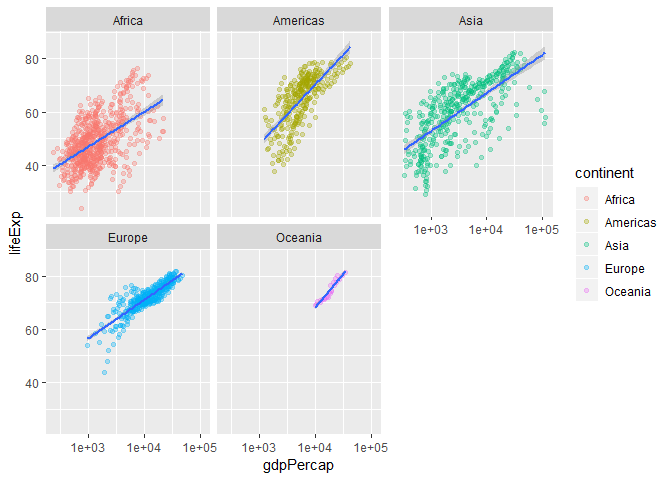 Africa
Americas
Asia
80
60
40
lifeExp
1e+03
1e+04
1e+05
Europe
Oceania
80
60
40
1e+03
1e+04
1e+05
1e+03
1e+04
1e+05
gdpPercap
continent
Africa
Americas
Asia
Europe
Oceania